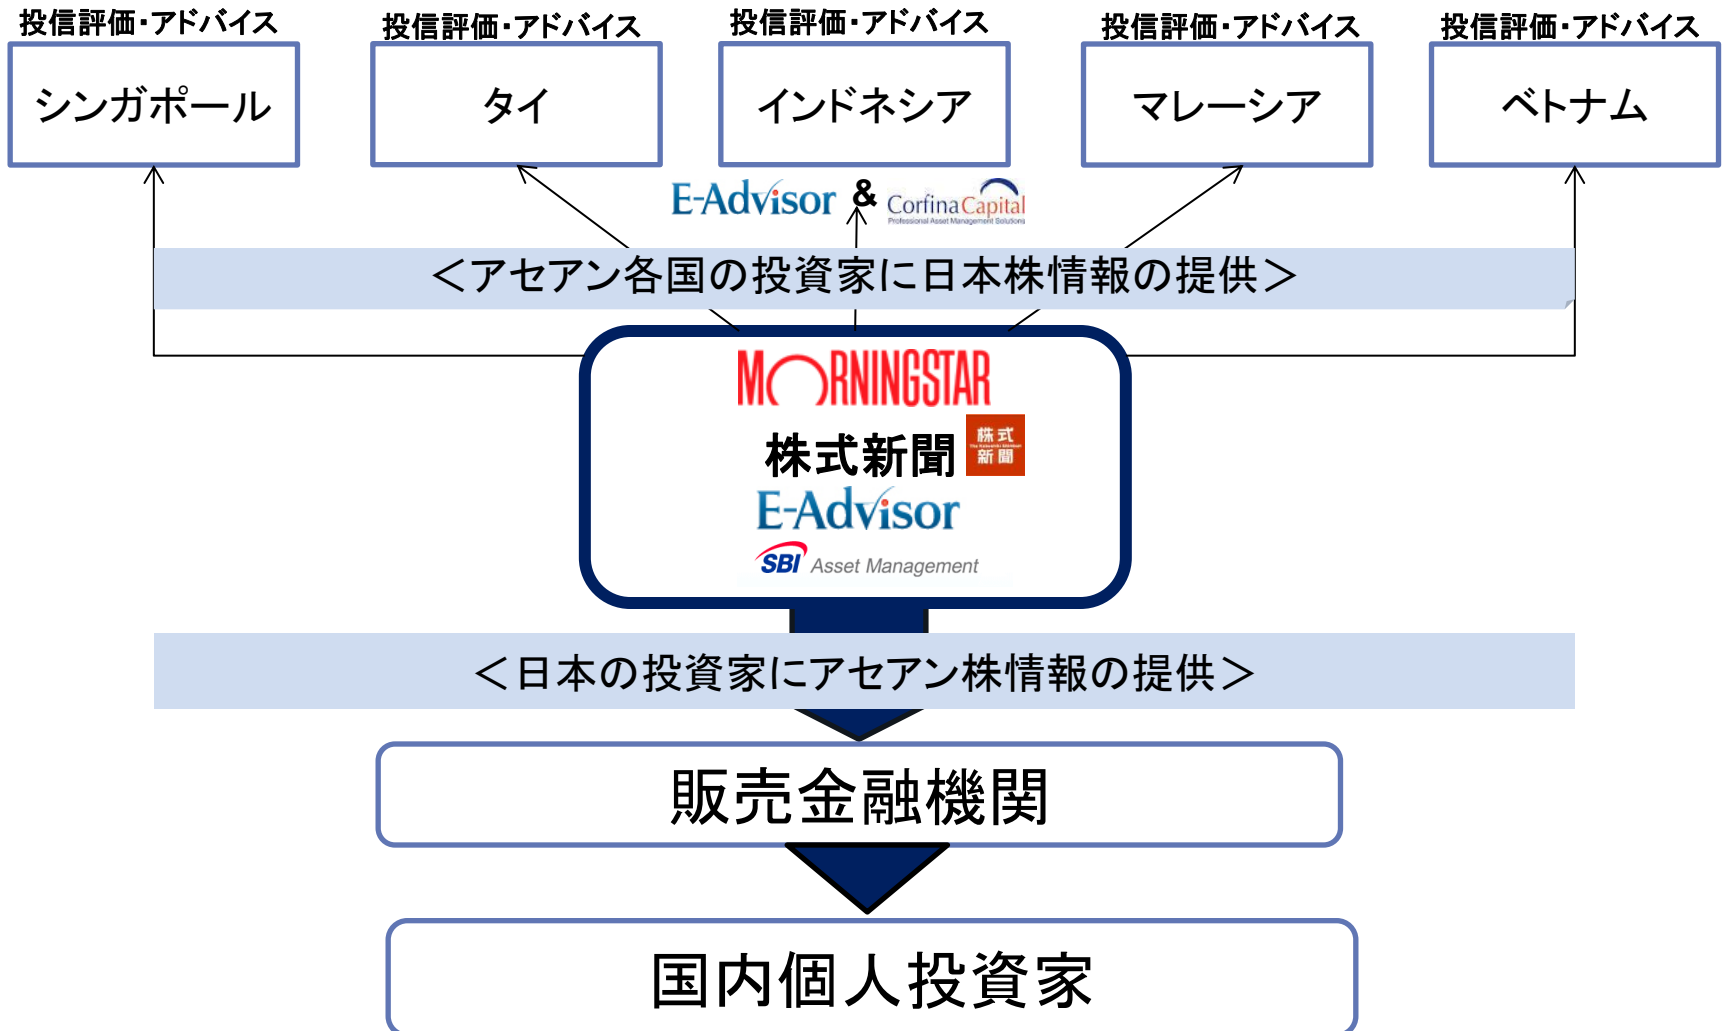 投信評価・アドバイス
投信評価・アドバイス
投信評価・アドバイス
投信評価・アドバイス
投信評価・アドバイス
シンガポール
タイ
インドネシア
マレーシア
ベトナム
E-Advisor & Corfina Capital
Professional Asset Management Solutions
＜アセアン各国の投資家に日本株情報の提供＞
MORNINGSTAR
株式新聞
株式
新聞
E-Advisor
SBI Asset Management
＜日本の投資家にアセアン株情報の提供＞
販売金融機関
国内個人投資家